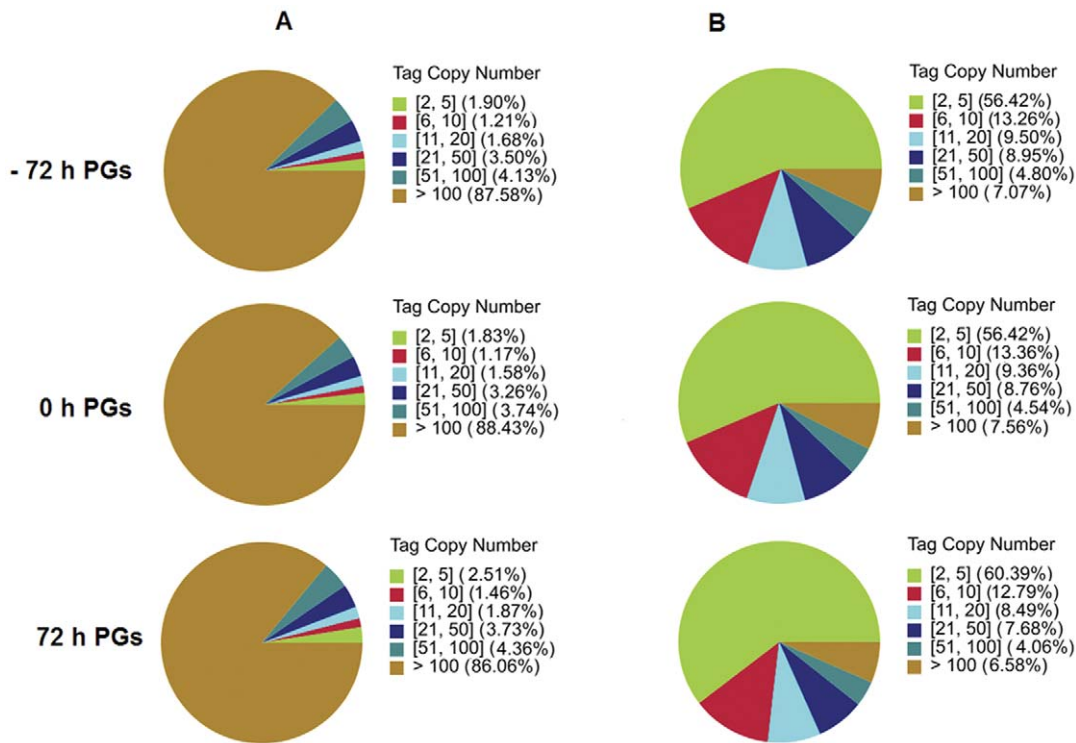 A
B
- 72 h PGs
Tag Copy Number
[2, 5] (1.90%)
[6, 10] (1.21%)
[11, 20] (1.68%)
[21, 50] (3.50%)
[51, 100] (4.13%)
> 100 (87.58%)
Tag Copy Number
[2, 5] (56.42%)
[6, 10] (13.26%)
[11, 20] (9.50%)
[21, 50] (8.95%)
[51, 100] (4.80%)
> 100 (7.07%)
0 h PGs
Tag Copy Number
[2, 5] (1.83%)
[6, 10] (1.17%)
[11, 20] (1.58%)
[21, 50] (3.26%)
[51, 100] (3.74%)
> 100 (88.43%)
Tag Copy Number
[2, 5] (56.42%)
[6, 10] (13.36%)
[11, 20] (9.36%)
[21, 50] (8.76%)
[51, 100] (4.54%)
> 100 (7.56%)
72 h PGs
Tag Copy Number
[2, 5] (2.51%)
[6, 10] (1.46%)
[11, 20] (1.87%)
[21, 50] (3.73%)
[51, 100] (4.36%)
> 100 (86.06%)
Tag Copy Number
[2, 5] (60.39%)
[6, 10] (12.79%)
[11, 20] (8.49%)
[21, 50] (7.68%)
[51, 100] (4.06%)
> 100 (6.58%)